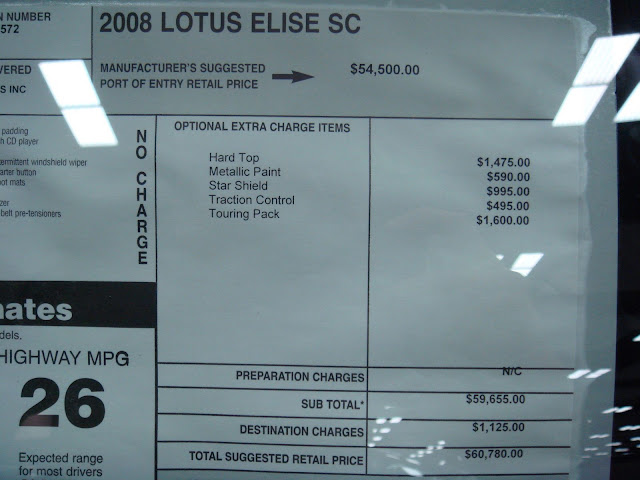 N NUMBER
572
VERED
S INC
2008 LOTUS ELISE SC
MANUFACTURER'S SUGGESTED
PORT OF ENTRY RETAIL PRICE
$54,500.00
padding
h CD player
ermittent windshield wiper
arter button
oot mats
zer
belt pre-tensioners
NO CHARGE
OPTIONAL EXTRA CHARGE ITEMS
Hard Top $1,475.00
Metallic Paint $590.00
Star Shield $995.00
Traction Control $495.00
Touring Pack $1,600.00
nates
dels.
HIGHWAY MPG
26
Expected range
for most drivers
PREPARATION CHARGES N/C
SUB TOTAL* $59,655.00
DESTINATION CHARGES $1,125.00
TOTAL SUGGESTED RETAIL PRICE $60,780.00